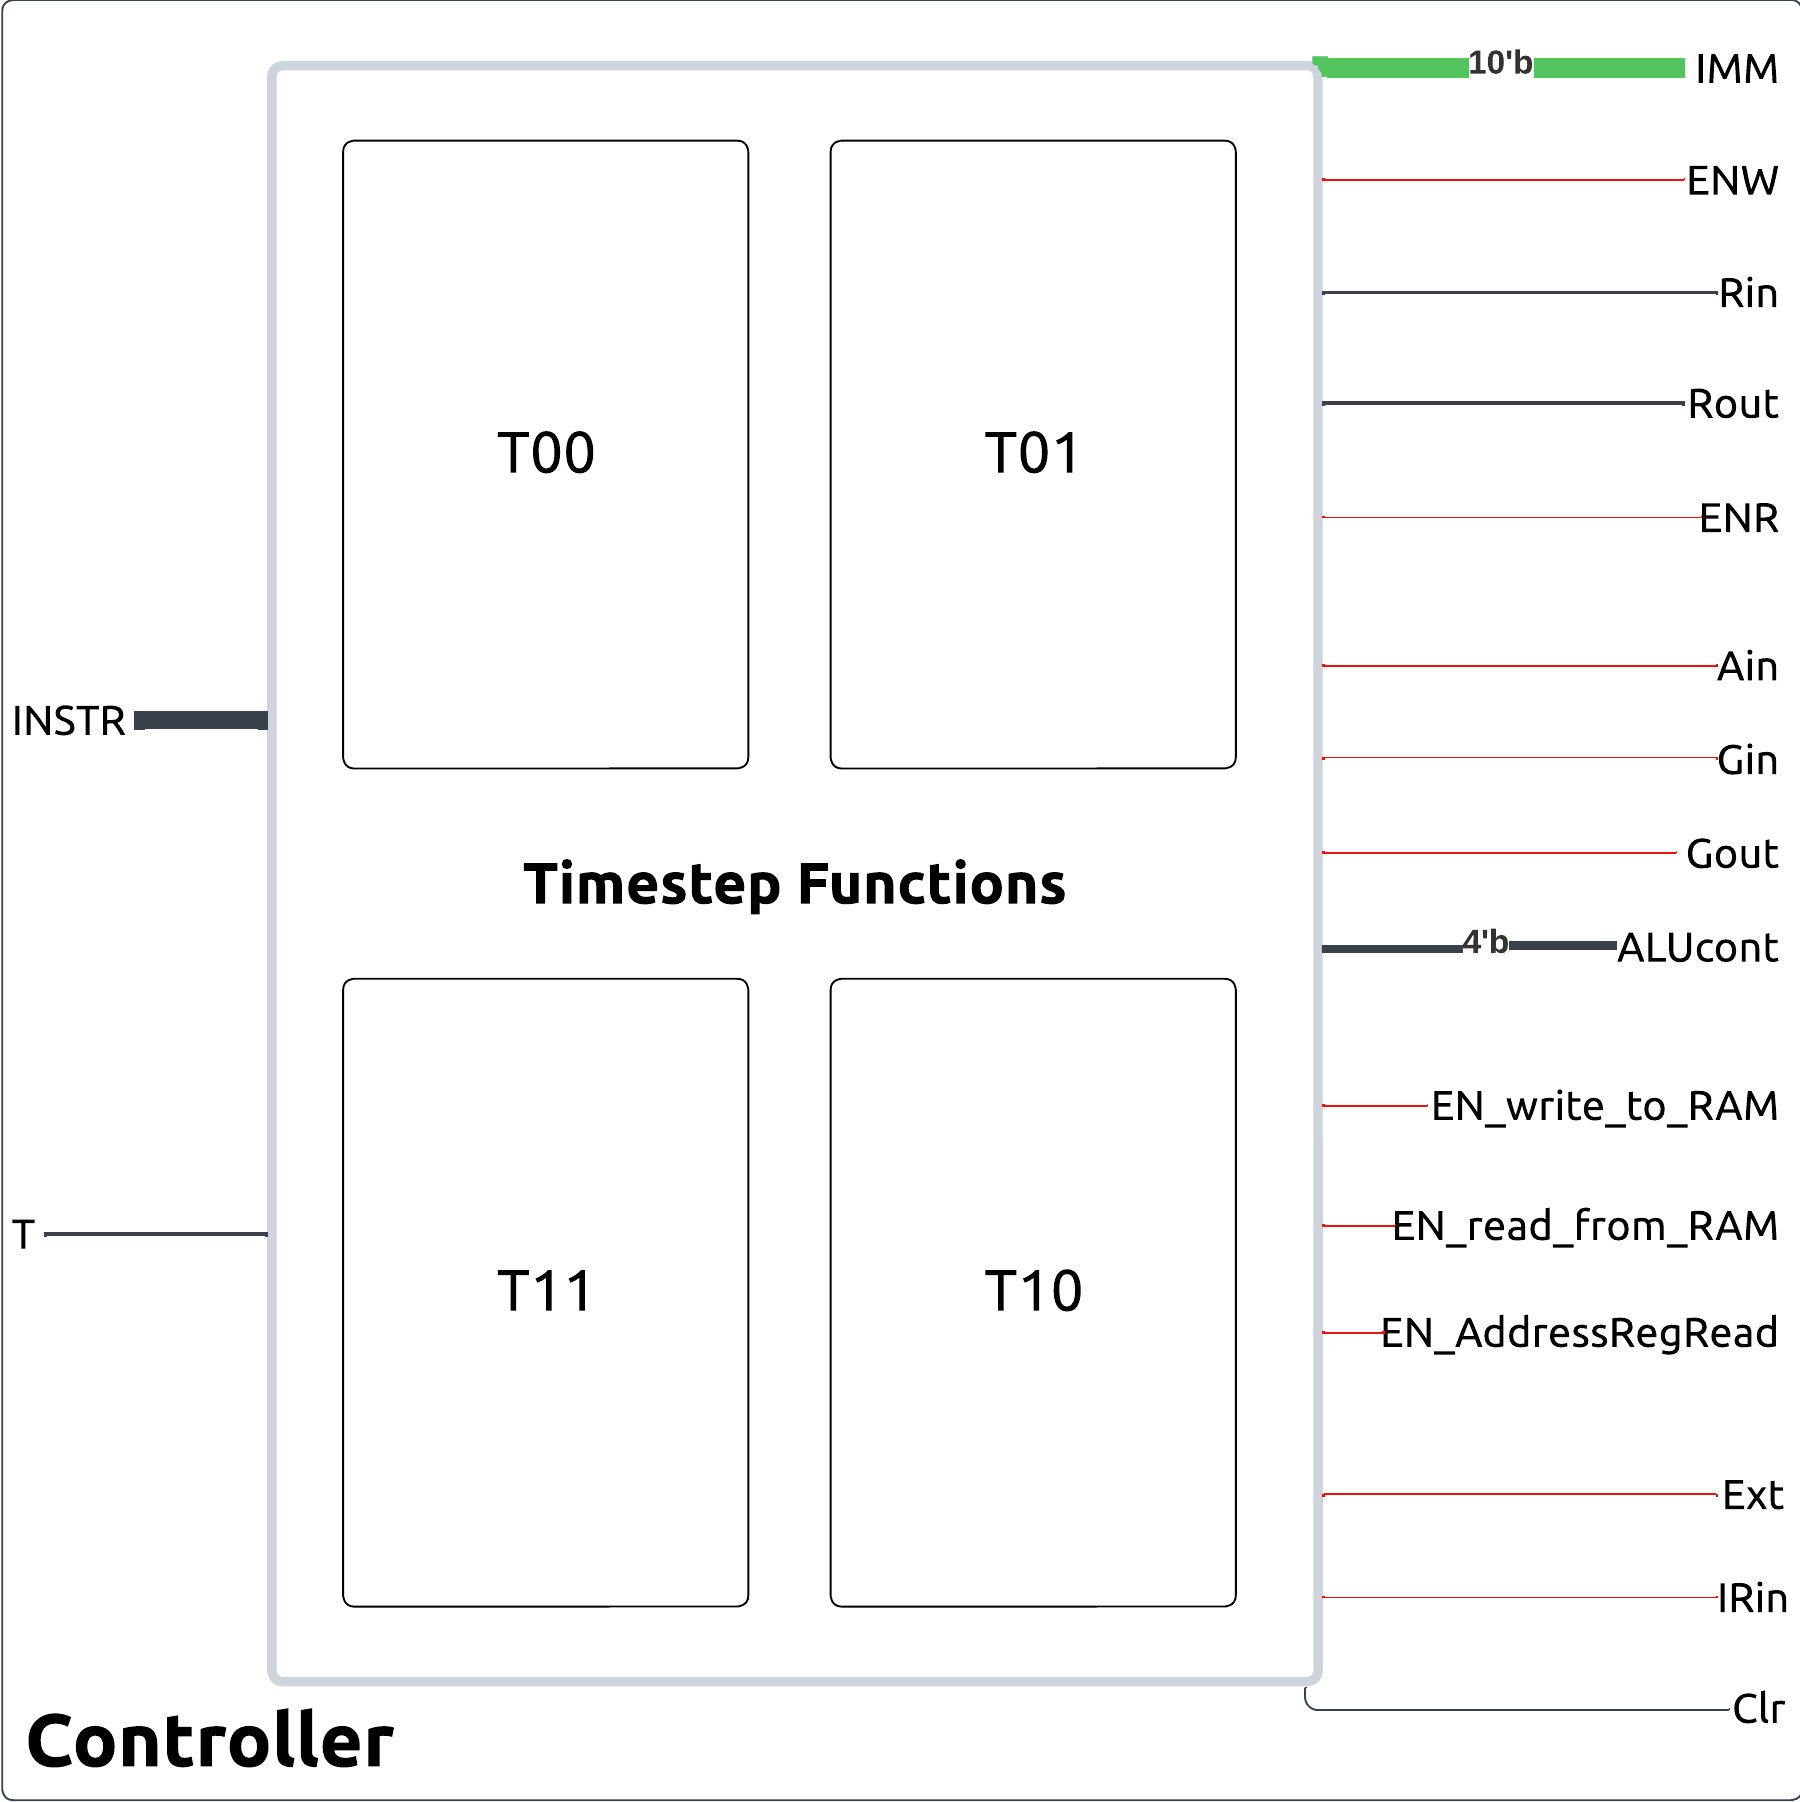 10'b
IMM
ENW
Rin
Rout
T00
T01
ENR
Ain
INSTR
Gin
Gout
Timestep Functions
4'b
ALUcont
EN_write_to_RAM
T
EN_read_from_RAM
T11
T10
EN_AddressRegRead
Ext
IRin
Clr
Controller